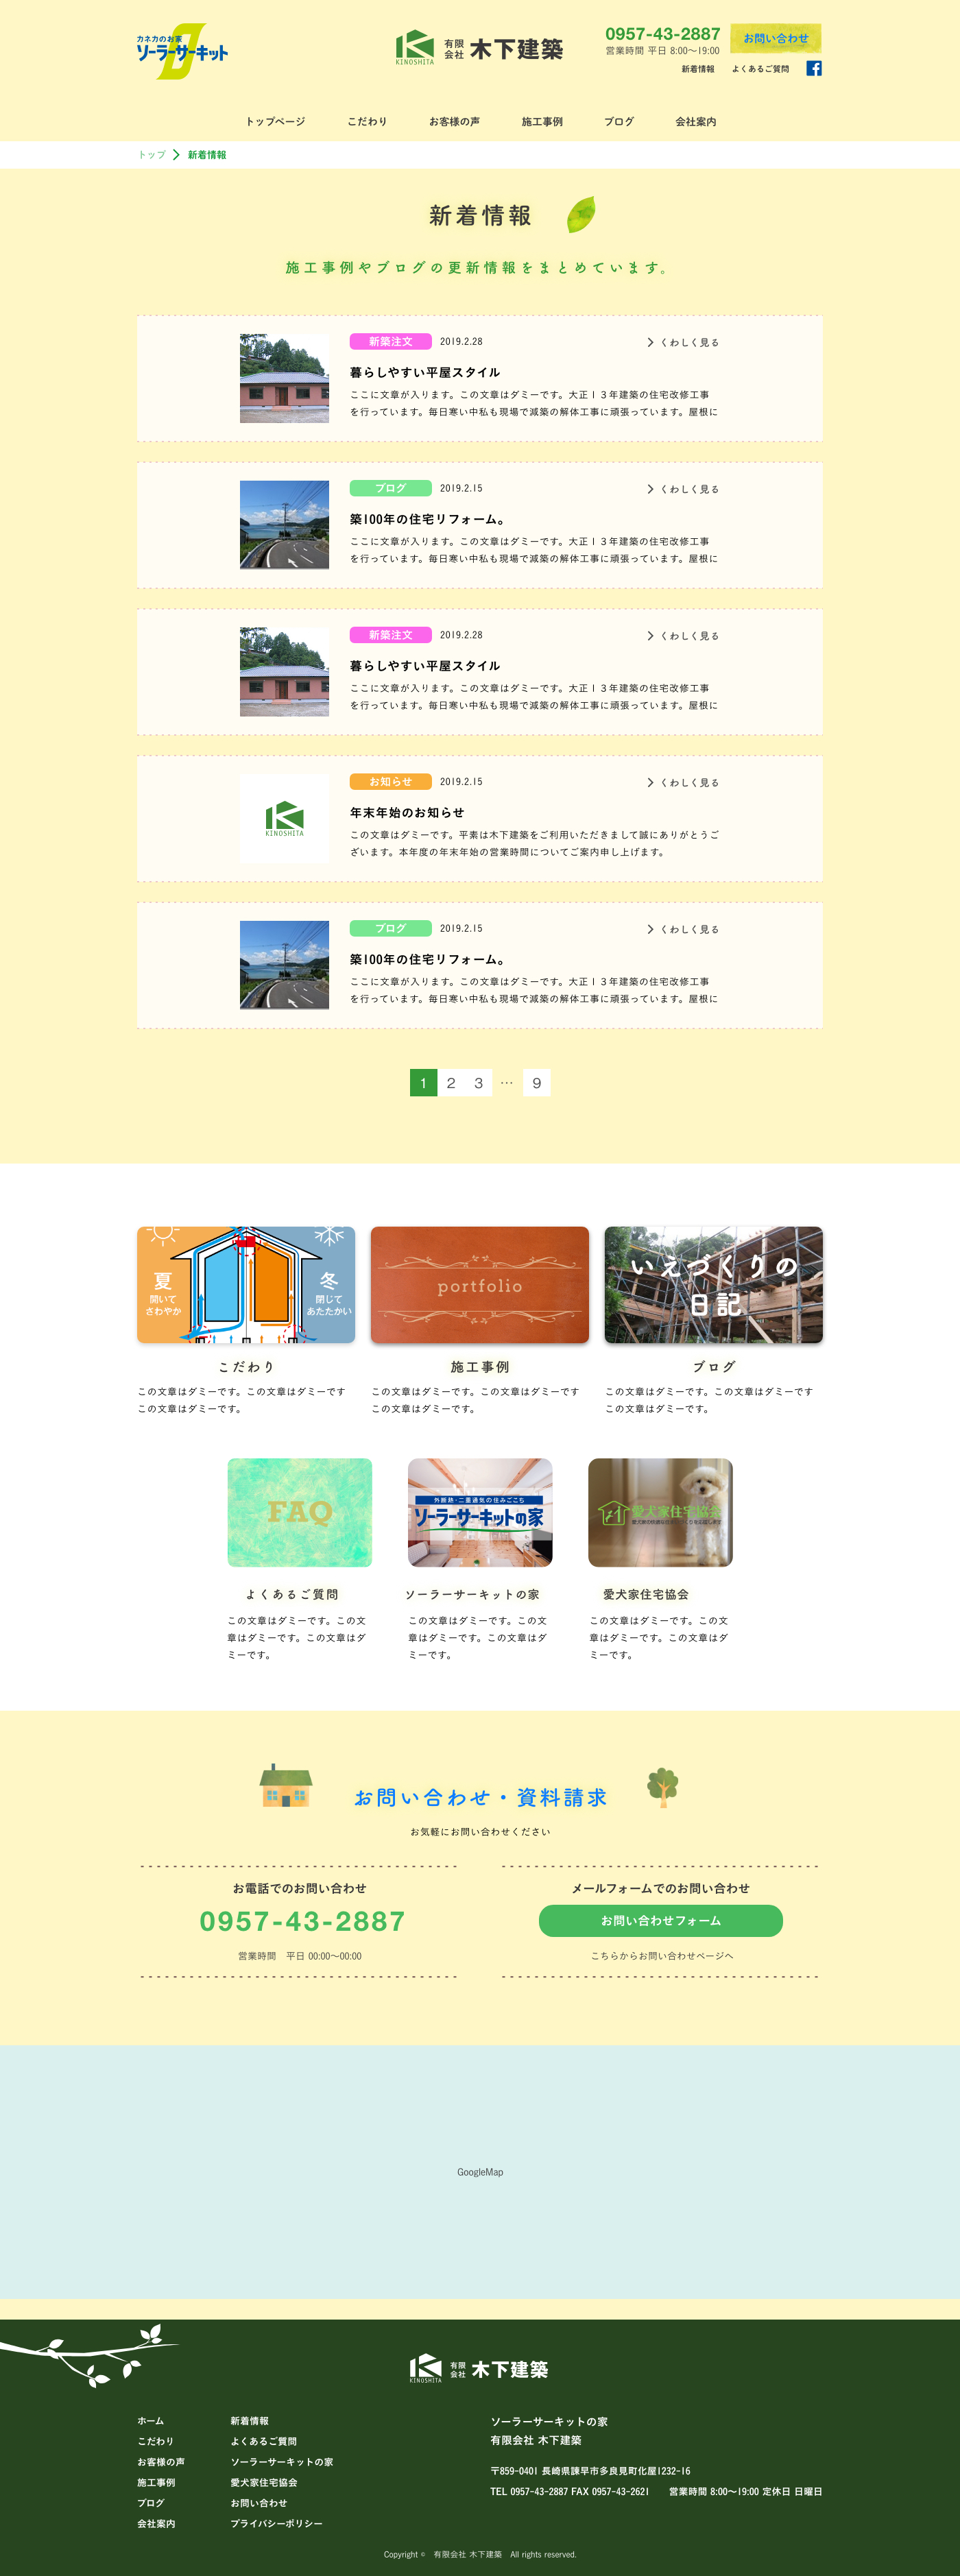 カネカのお家
ソーラーサーキット
KINOSHITA
有限会社 木下建築
0957-43-2887
営業時間 平日 8:00〜19:00
お問い合わせ
新着情報 よくあるご質問
トップページ こだわり お客様の声 施工事例 ブログ 会社案内
トップ 新着情報
新着情報
施工事例やブログの更新情報をまとめています。
新築注文 2019.2.28 くわしく見る
暮らしやすい平屋スタイル
ここに文章が入ります。この文章はダミーです。大正１３年建築の住宅改修工事
を行っています。毎日寒い中私も現場で減築の解体工事に頑張っています。屋根に
ブログ 2019.2.15 くわしく見る
築100年の住宅リフォーム。
ここに文章が入ります。この文章はダミーです。大正１３年建築の住宅改修工事
を行っています。毎日寒い中私も現場で減築の解体工事に頑張っています。屋根に
新築注文 2019.2.28 くわしく見る
暮らしやすい平屋スタイル
ここに文章が入ります。この文章はダミーです。大正１３年建築の住宅改修工事
を行っています。毎日寒い中私も現場で減築の解体工事に頑張っています。屋根に
KINOSHITA
お知らせ 2019.2.15 くわしく見る
年末年始のお知らせ
この文章はダミーです。平素は木下建築をご利用いただきまして誠にありがとうご
ざいます。本年度の年末年始の営業時間についてご案内申し上げます。
ブログ 2019.2.15 くわしく見る
築100年の住宅リフォーム。
ここに文章が入ります。この文章はダミーです。大正１３年建築の住宅改修工事
を行っています。毎日寒い中私も現場で減築の解体工事に頑張っています。屋根に
1 2 3 … 9
夏
開いて
さわやか
冬
閉じて
あたたかい
portfolio
いえづくりの
日記
こだわり
この文章はダミーです。この文章はダミーです
この文章はダミーです。
施工事例
この文章はダミーです。この文章はダミーです
この文章はダミーです。
ブログ
この文章はダミーです。この文章はダミーです
この文章はダミーです。
FAQ
外断熱・二重通気の住みごこち
ソーラーサーキットの家
愛犬家住宅協会
よくあるご質問
この文章はダミーです。この文
章はダミーです。この文章はダ
ミーです。
ソーラーサーキットの家
この文章はダミーです。この文
章はダミーです。この文章はダ
ミーです。
愛犬家住宅協会
この文章はダミーです。この文
章はダミーです。この文章はダ
ミーです。
お問い合わせ・資料請求
お気軽にお問い合わせください
お電話でのお問い合わせ
0957-43-2887
営業時間　平日 00:00〜00:00
メールフォームでのお問い合わせ
お問い合わせフォーム
こちらからお問い合わせページへ
GoogleMap
KINOSHITA
有限会社 木下建築
ホーム
こだわり
お客様の声
施工事例
ブログ
会社案内
新着情報
よくあるご質問
ソーラーサーキットの家
愛犬家住宅協会
お問い合わせ
プライバシーポリシー
ソーラーサーキットの家
有限会社 木下建築
〒859-0401 長崎県諫早市多良見町化屋1232-16
TEL 0957-43-2887 FAX 0957-43-2621　営業時間 8:00〜19:00 定休日 日曜日
Copyright ©　有限会社 木下建築　All rights reserved.